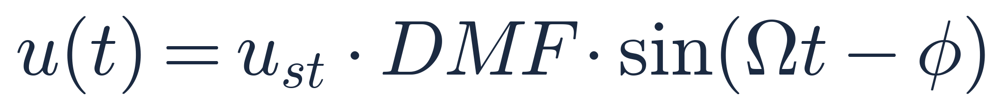 u(t) = u_{st} · DMF · sin(Ωt − ϕ)